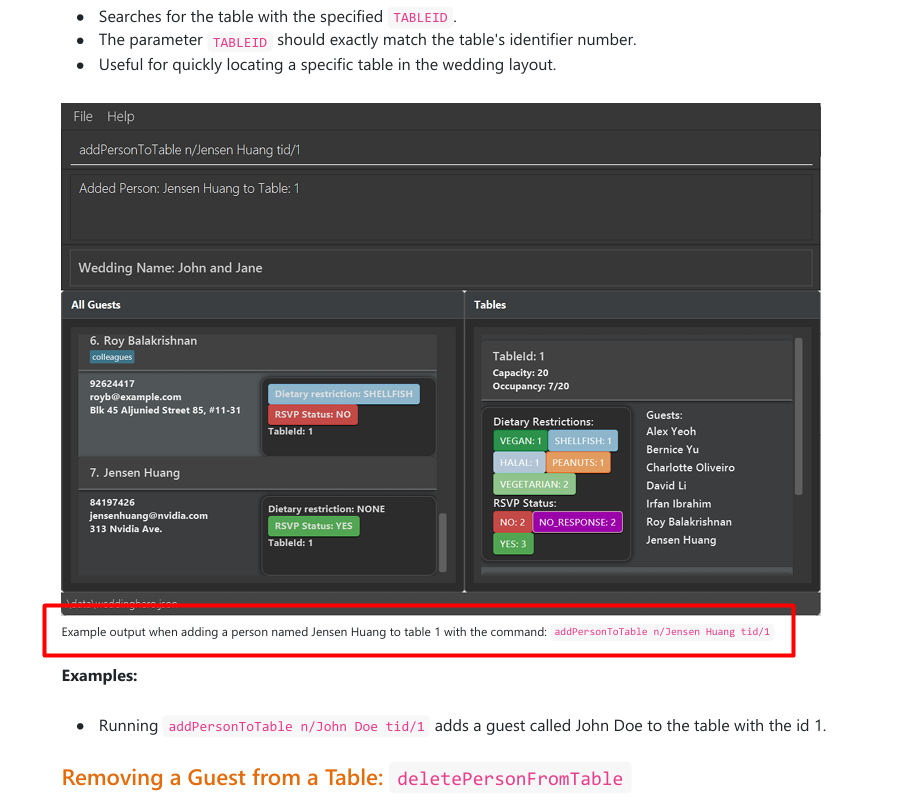 Searches for the table with the specified TABLEID.
The parameter TABLEID should exactly match the table's identifier number.
Useful for quickly locating a specific table in the wedding layout.
File Help
addPersonToTable n/Jensen Huang tid/1
Added Person: Jensen Huang to Table: 1
Wedding Name: John and Jane
All Guests
6. Roy Balakrishnan
colleagues
92624417
royb@example.com
Blk 45 Aljunied Street 85, #11-31
Dietary restriction: SHELLFISH
RSVP Status: NO
TableId: 1
7. Jensen Huang
84197426
jensenhuang@nvidia.com
313 Nvidia Ave.
Dietary restriction: NONE
RSVP Status: YES
TableId: 1
Tables
TableId: 1
Capacity: 20
Occupancy: 7/20
Dietary Restrictions:
VEGAN: 1 SHELLFISH: 1
HALAL: 1 PEANUTS: 1
VEGETARIAN: 2
RSVP Status:
NO: 2 NO_RESPONSE: 2
YES: 3
Guests:
Alex Yeoh
Bernice Yu
Charlotte Oliveiro
David Li
Irfan Ibrahim
Roy Balakrishnan
Jensen Huang
.\data\weddinghero.json
Example output when adding a person named Jensen Huang to table 1 with the command: addPersonToTable n/Jensen Huang tid/1
Examples:
Running addPersonToTable n/John Doe tid/1 adds a guest called John Doe to the table with the id 1.
Removing a Guest from a Table: deletePersonFromTable